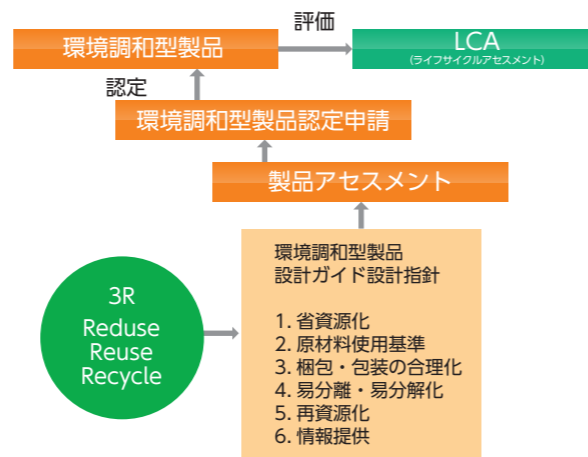 環境調和型製品
評価
LCA
(ライフサイクルアセスメント)
認定
環境調和型製品認定申請
製品アセスメント
環境調和型製品
設計ガイド設計指針
1. 省資源化
2. 原材料使用基準
3. 梱包・包装の合理化
4. 易分離・易分解化
5. 再資源化
6. 情報提供
3R
Reduse
Reuse
Recycle